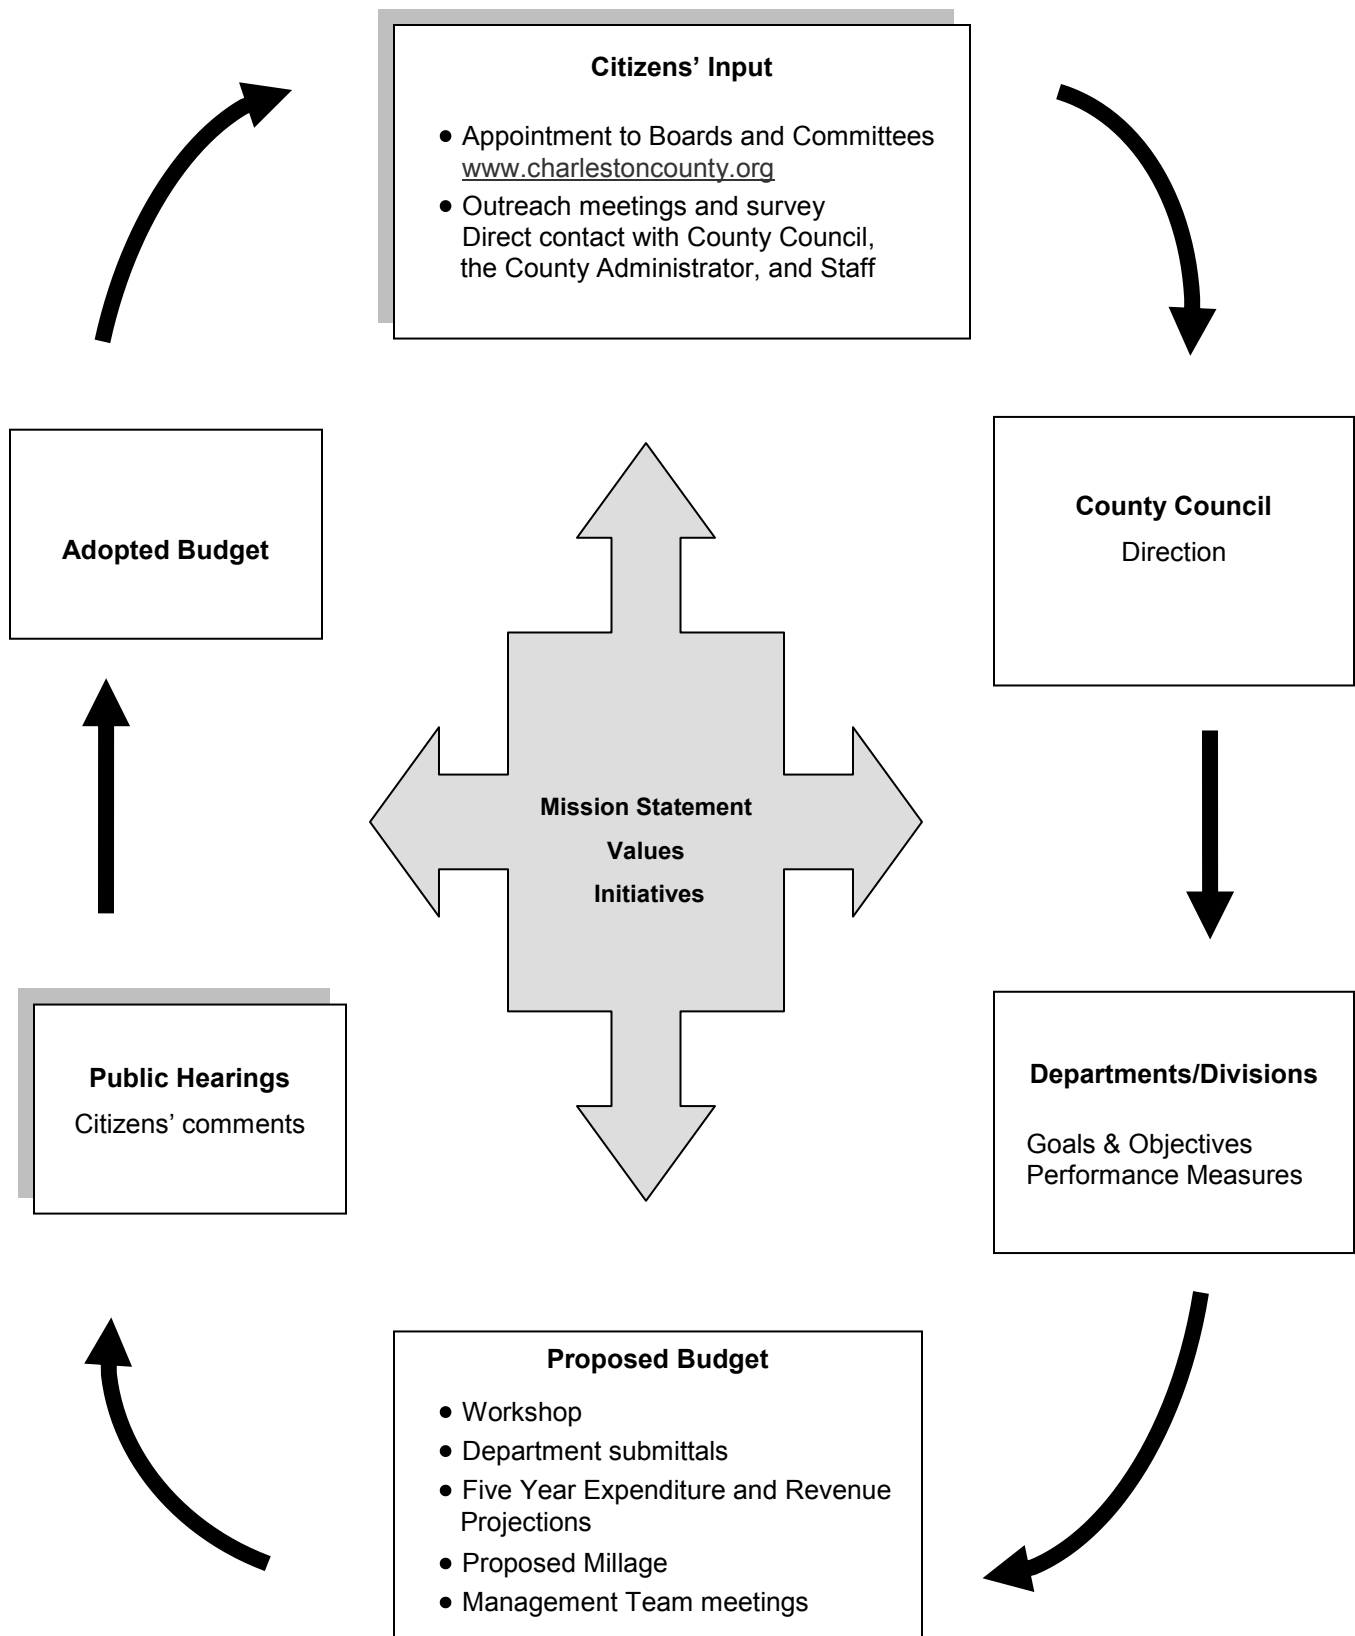 Citizens' Input
• Appointment to Boards and Committees
www.charlestoncounty.org
• Outreach meetings and survey
Direct contact with County Council,
the County Administrator, and Staff
County Council
Direction
Departments/Divisions
Goals & Objectives
Performance Measures
Proposed Budget
• Workshop
• Department submittals
• Five Year Expenditure and Revenue
Projections
• Proposed Millage
• Management Team meetings
Public Hearings
Citizens' comments
Adopted Budget
Mission Statement
Values
Initiatives